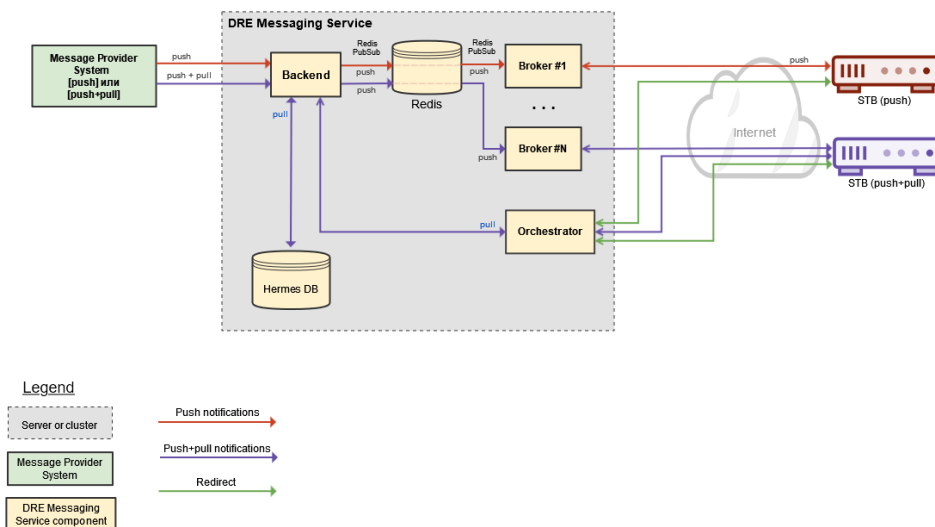 DRE Messaging Service
Message Provider
System
[push] или
[push+pull]
push
push + pull
Backend
Redis
PubSub
push
push
Redis
Redis
PubSub
push
push
Broker #1
. . .
Broker #N
push
Internet
STB (push)
STB (push+pull)
pull
pull
Orchestrator
Hermes DB
Legend
Server or cluster
Message Provider
System
DRE Messaging
Service component
Push notifications
Push+pull notifications
Redirect